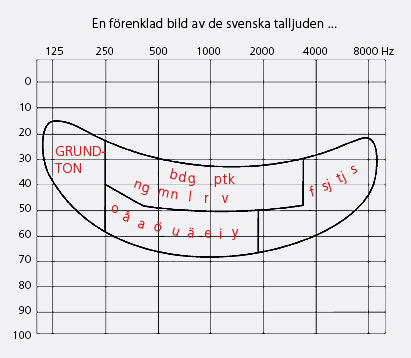 En förenklad bild av de svenska talljuden ...
125 250 500 1000 2000 4000 8000 Hz
0
10
20
30
40
50
60
70
80
90
100
GRUND-
TON
bdg ptk
ng mn l r v
f sj tj s
o å a ö u ä e i y